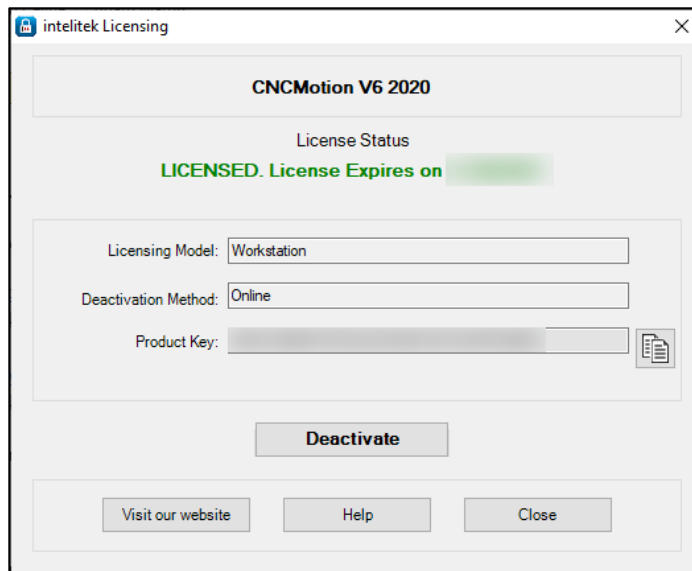 intelitek Licensing
CNCMotion V6 2020
License Status
LICENSED. License Expires on
Licensing Model: Workstation
Deactivation Method: Online
Product Key:
Deactivate
Visit our website Help Close